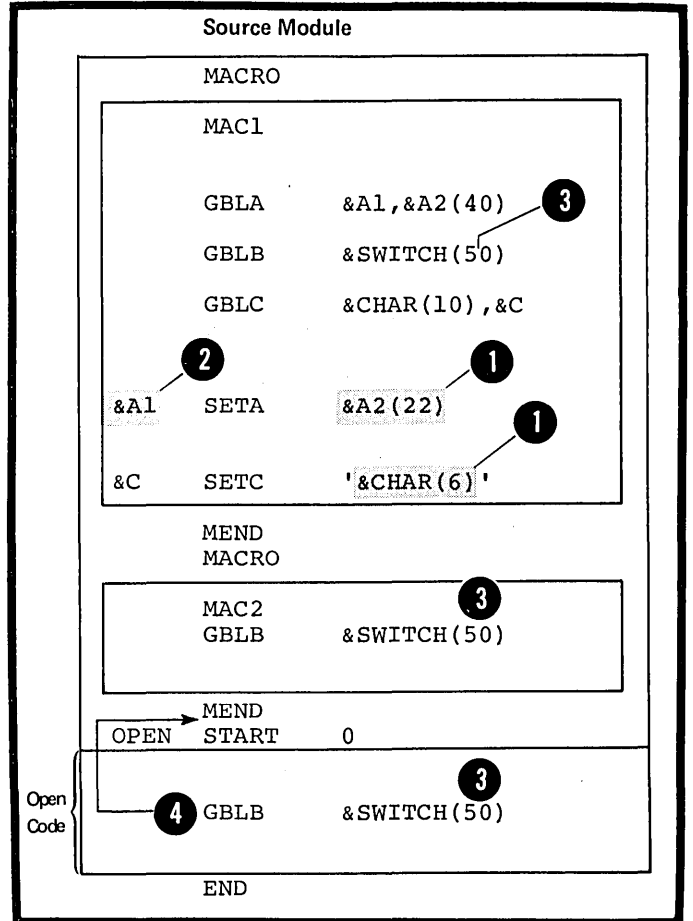 Source Module
MACRO
MAC1
GBLA &A1,&A2(40) 3
GBLB &SWITCH(50)
GBLC &CHAR(10),&C
2 1
&A1 SETA &A2(22)
1
&C SETC '&CHAR(6)'
MEND
MACRO
3
MAC2
GBLB &SWITCH(50)
MEND
OPEN START 0
3
Open Code
4 GBLB &SWITCH(50)
END